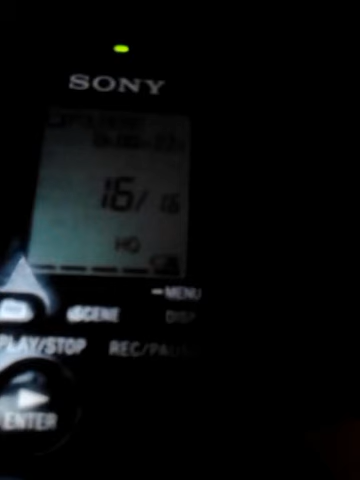 SONY
16/16
HQ
SCENE
MENU
DISP
PLAY/STOP
REC/PAUSE
ENTER